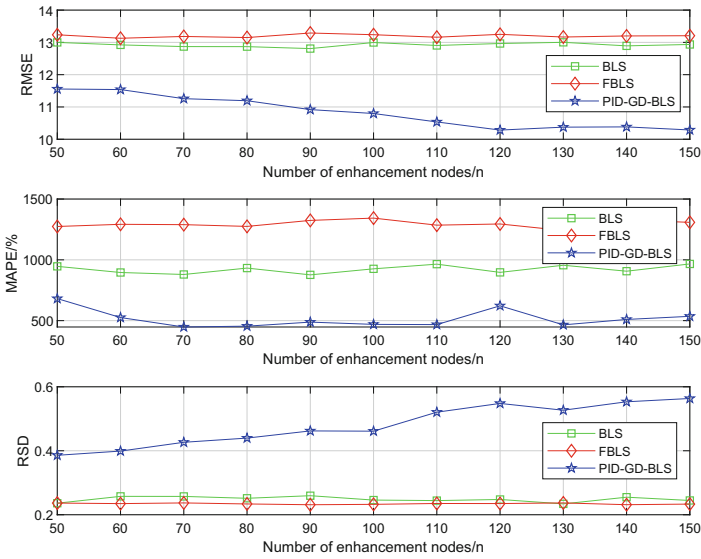 14
13
12
11
10
RMSE
BLS
FBLS
PID-GD-BLS
50 60 70 80 90 100 110 120 130 140 150
Number of enhancement nodes/n
1500
1000
500
MAPE/%
BLS
FBLS
PID-GD-BLS
50 60 70 80 90 100 110 120 130 140 150
Number of enhancement nodes/n
0.6
0.4
0.2
RSD
BLS
FBLS
PID-GD-BLS
50 60 70 80 90 100 110 120 130 140 150
Number of enhancement nodes/n